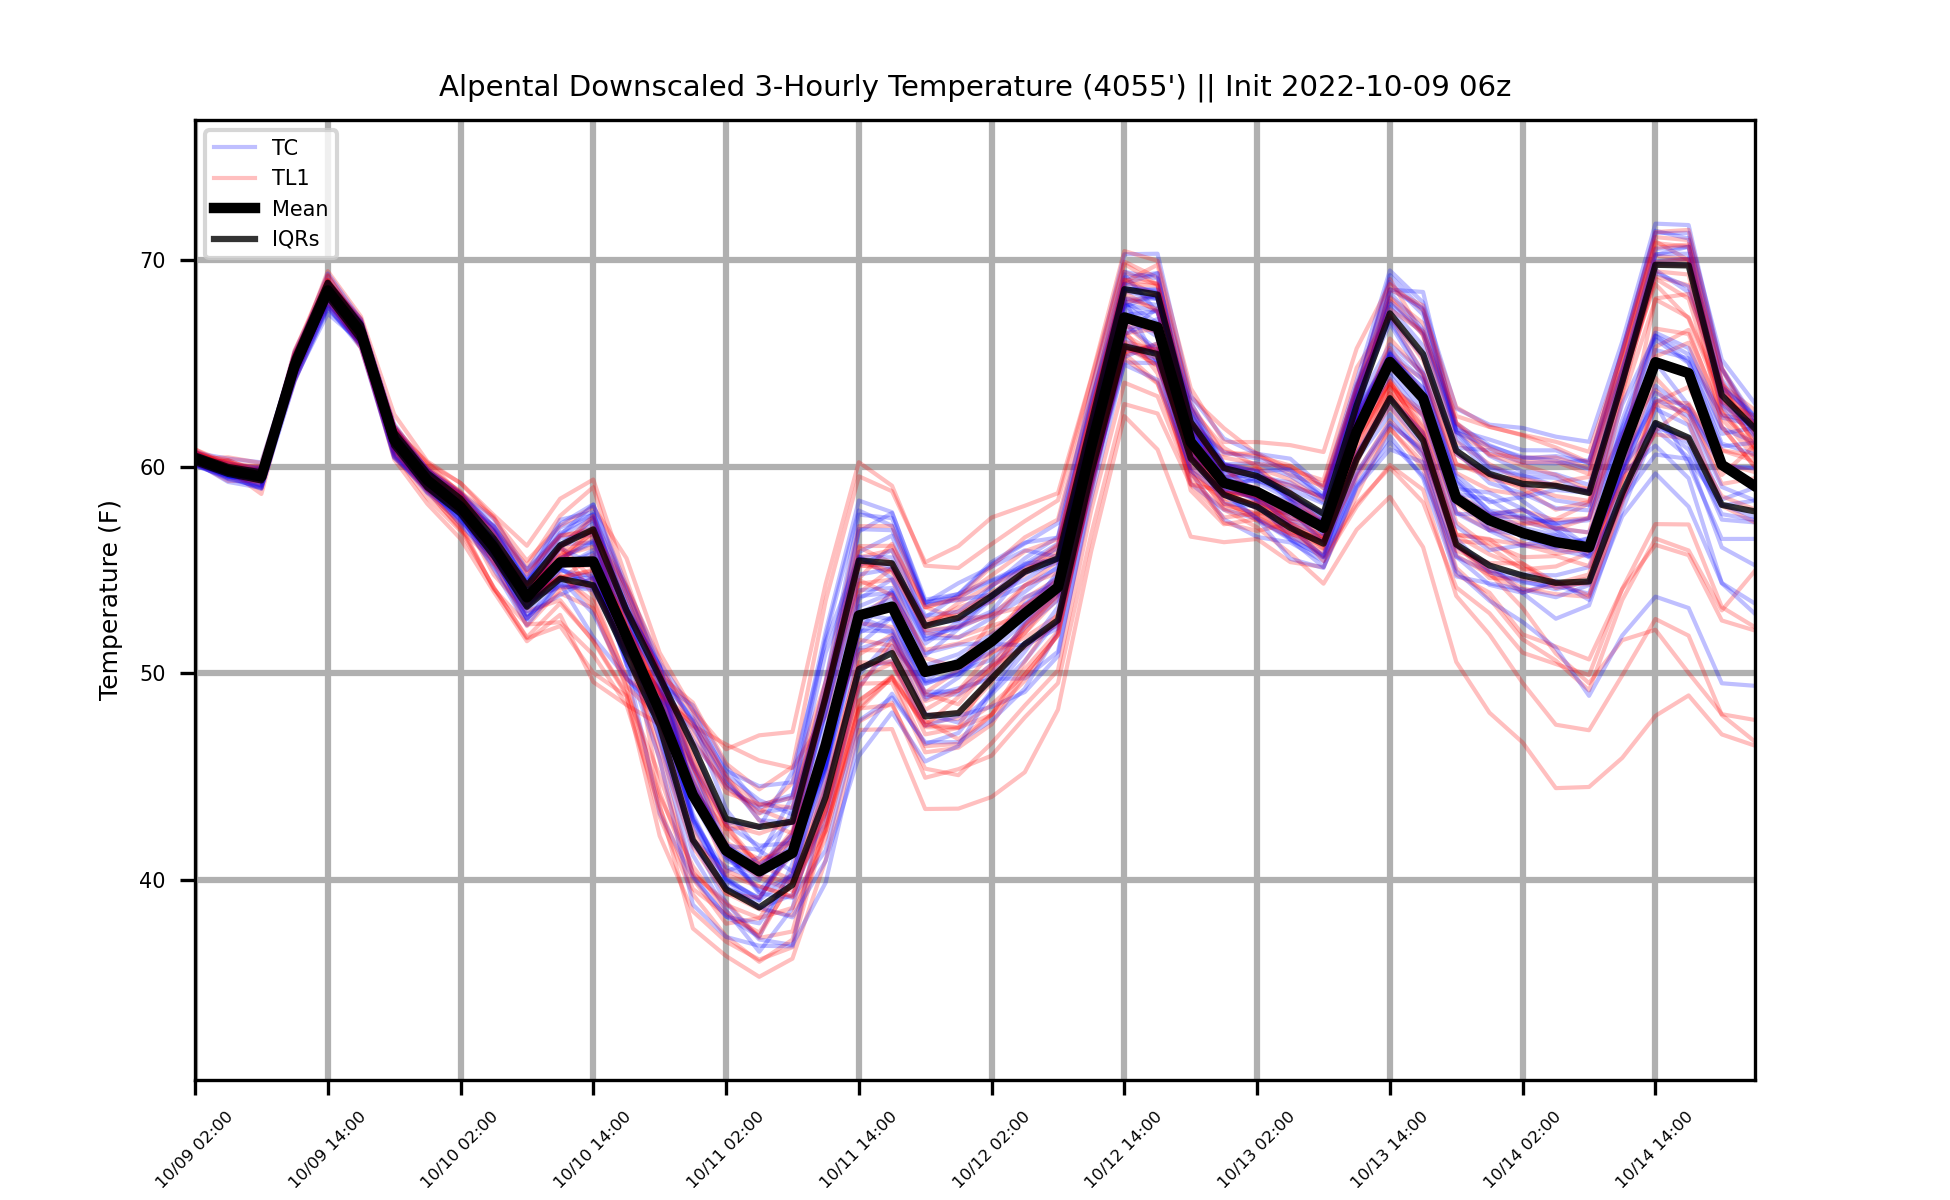 Alpental Downscaled 3-Hourly Temperature (4055') || Init 2022-10-09 06z
TC
TL1
Mean
IQRs
70
60
50
40
Temperature (F)
10/09 02:00
10/09 14:00
10/10 02:00
10/10 14:00
10/11 02:00
10/11 14:00
10/12 02:00
10/12 14:00
10/13 02:00
10/13 14:00
10/14 02:00
10/14 14:00